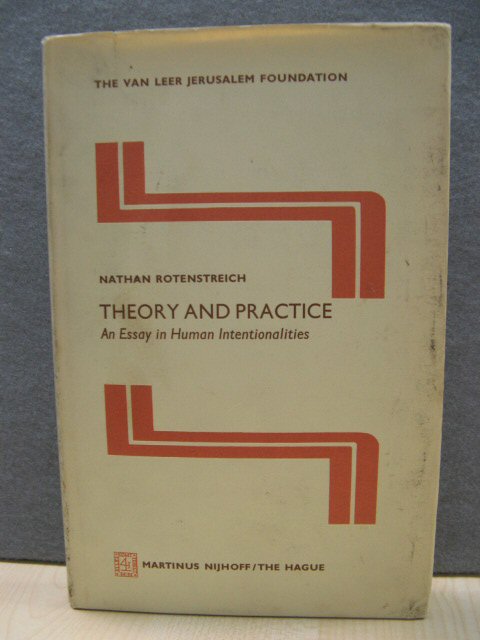 THE VAN LEER JERUSALEM FOUNDATION
NATHAN ROTENSTREICH
THEORY AND PRACTICE
An Essay in Human Intentionalities
MARTINUS NIJHOFF/THE HAGUE